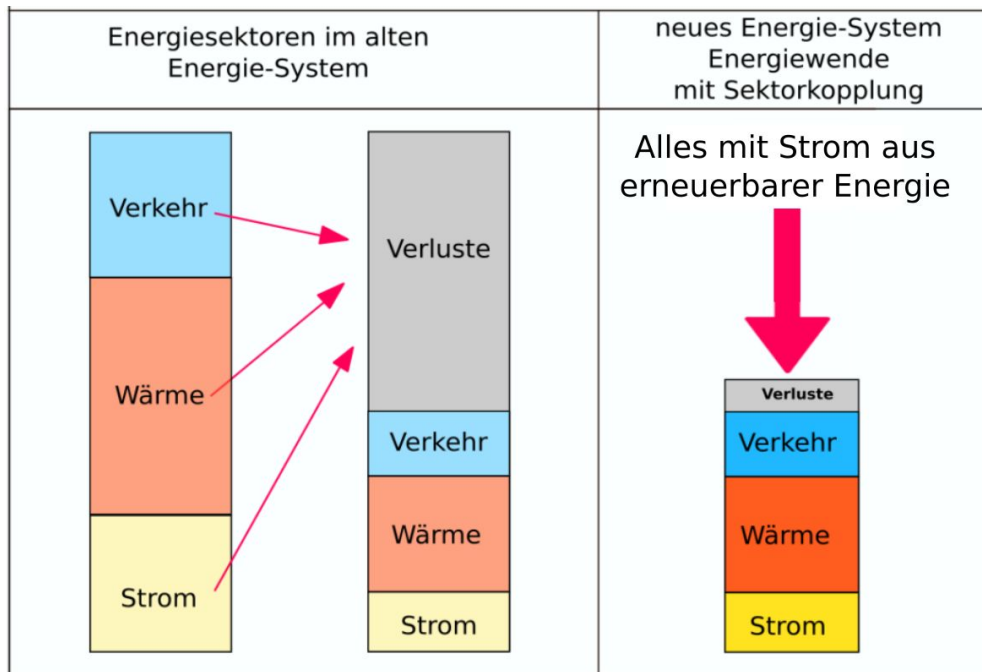 Energiesektoren im alten
Energie-System
neues Energie-System
Energiewende
mit Sektorkopplung
Verkehr
Wärme
Strom
Verluste
Verkehr
Wärme
Strom
Alles mit Strom aus
erneuerbarer Energie
Verluste
Verkehr
Wärme
Strom